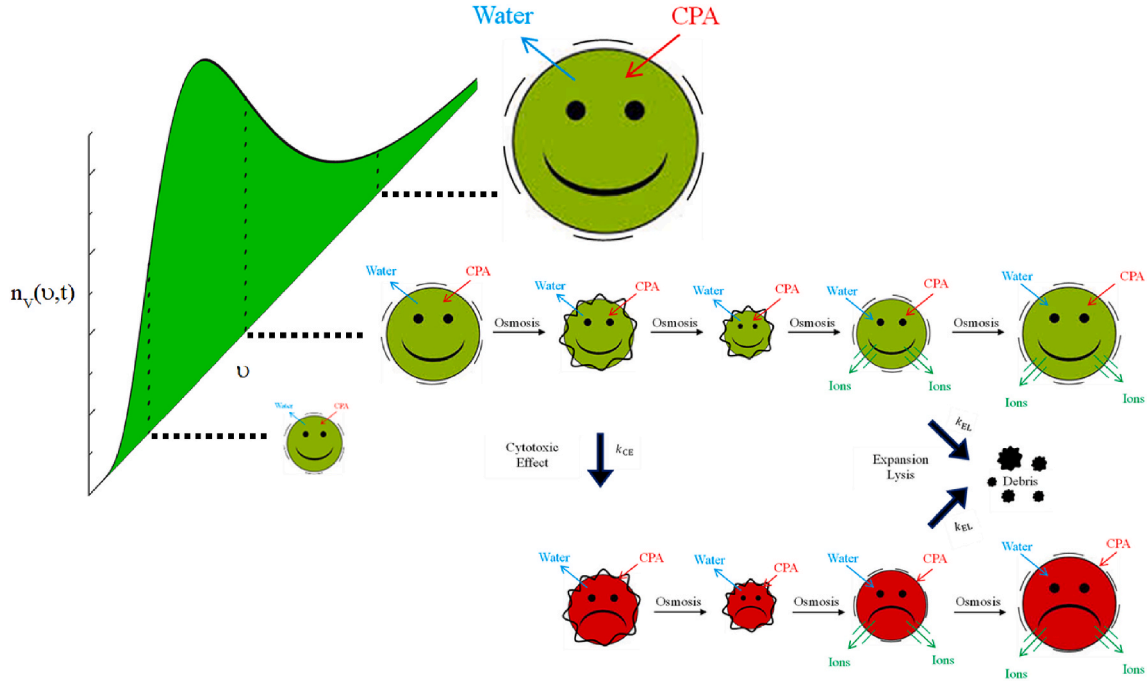 Water
CPA
n_V(υ,t)
υ
Water
CPA
Water
CPA
Osmosis
Water
CPA
Osmosis
Water
CPA
Osmosis
Water
CPA
Ions
Ions
Osmosis
Water
CPA
Ions
Ions
Cytotoxic
Effect
k_CE
Expansion
Lysis
k_EL
k_EL
Debris
Water
CPA
Osmosis
Water
CPA
Osmosis
Water
CPA
Ions
Ions
Osmosis
Water
CPA
Ions
Ions